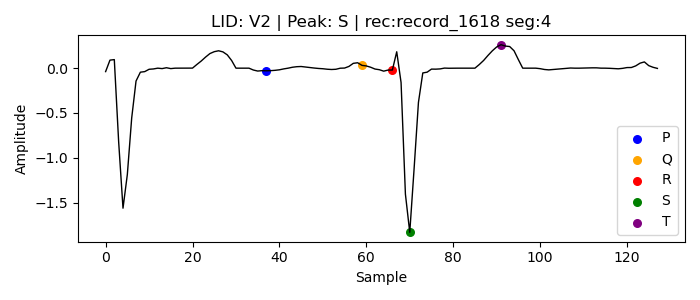 LID: V2 | Peak: S | rec:record_1618 seg:4
Amplitude
0.0
−0.5
−1.0
−1.5
0
20
40
60
80
100
120
Sample
P
Q
R
S
T